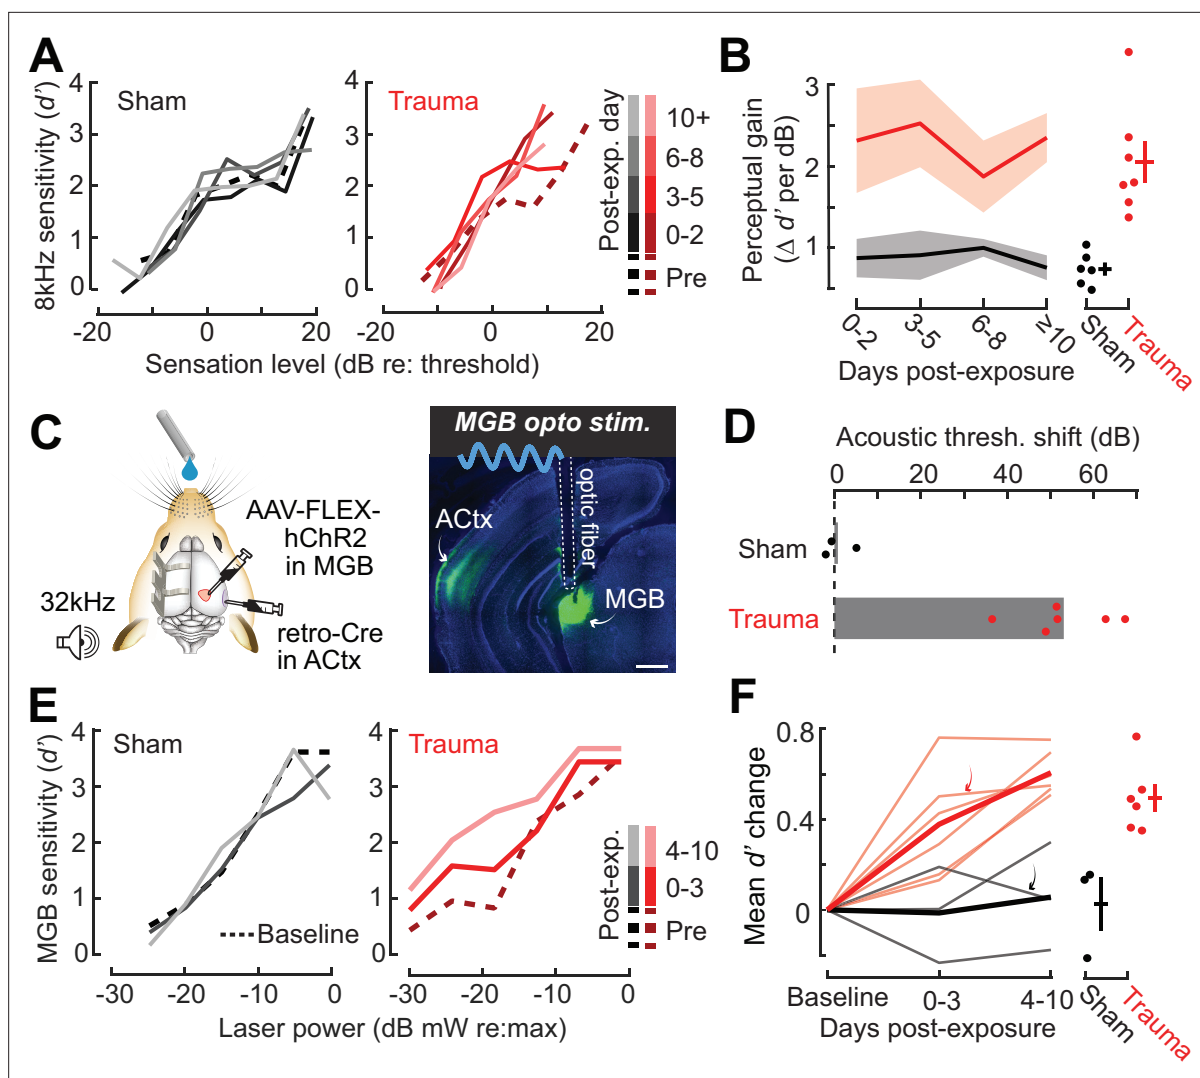 A
Sham
Trauma
8kHz sensitivity (d’)
4
3
2
1
0
-20
0
20
4
3
2
1
0
-20
0
20
Sensation level (dB re: threshold)
Post-exp. day
10+
6-8
3-5
0-2
Pre
B
Perceptual gain
(Δ d’ per dB)
3
2
1
0-2
3-5
6-8
≥10
Sham
Trauma
Days post-exposure
C
AAV-FLEX-
hChR2
in MGB
32kHz
retro-Cre
in ACtx
MGB opto stim.
optic fiber
ACtx
MGB
D
Acoustic thresh. shift (dB)
0
20
40
60
Sham
Trauma
E
Sham
Trauma
MGB sensitivity (d’)
4
3
2
1
0
Baseline
-30
-20
-10
0
4
3
2
1
0
-30
-20
-10
0
Laser power (dB mW re:max)
Post-exp.
4-10
0-3
Pre
F
Mean d’ change
0.8
0.4
0
Baseline
0-3
4-10
Sham
Trauma
Days post-exposure